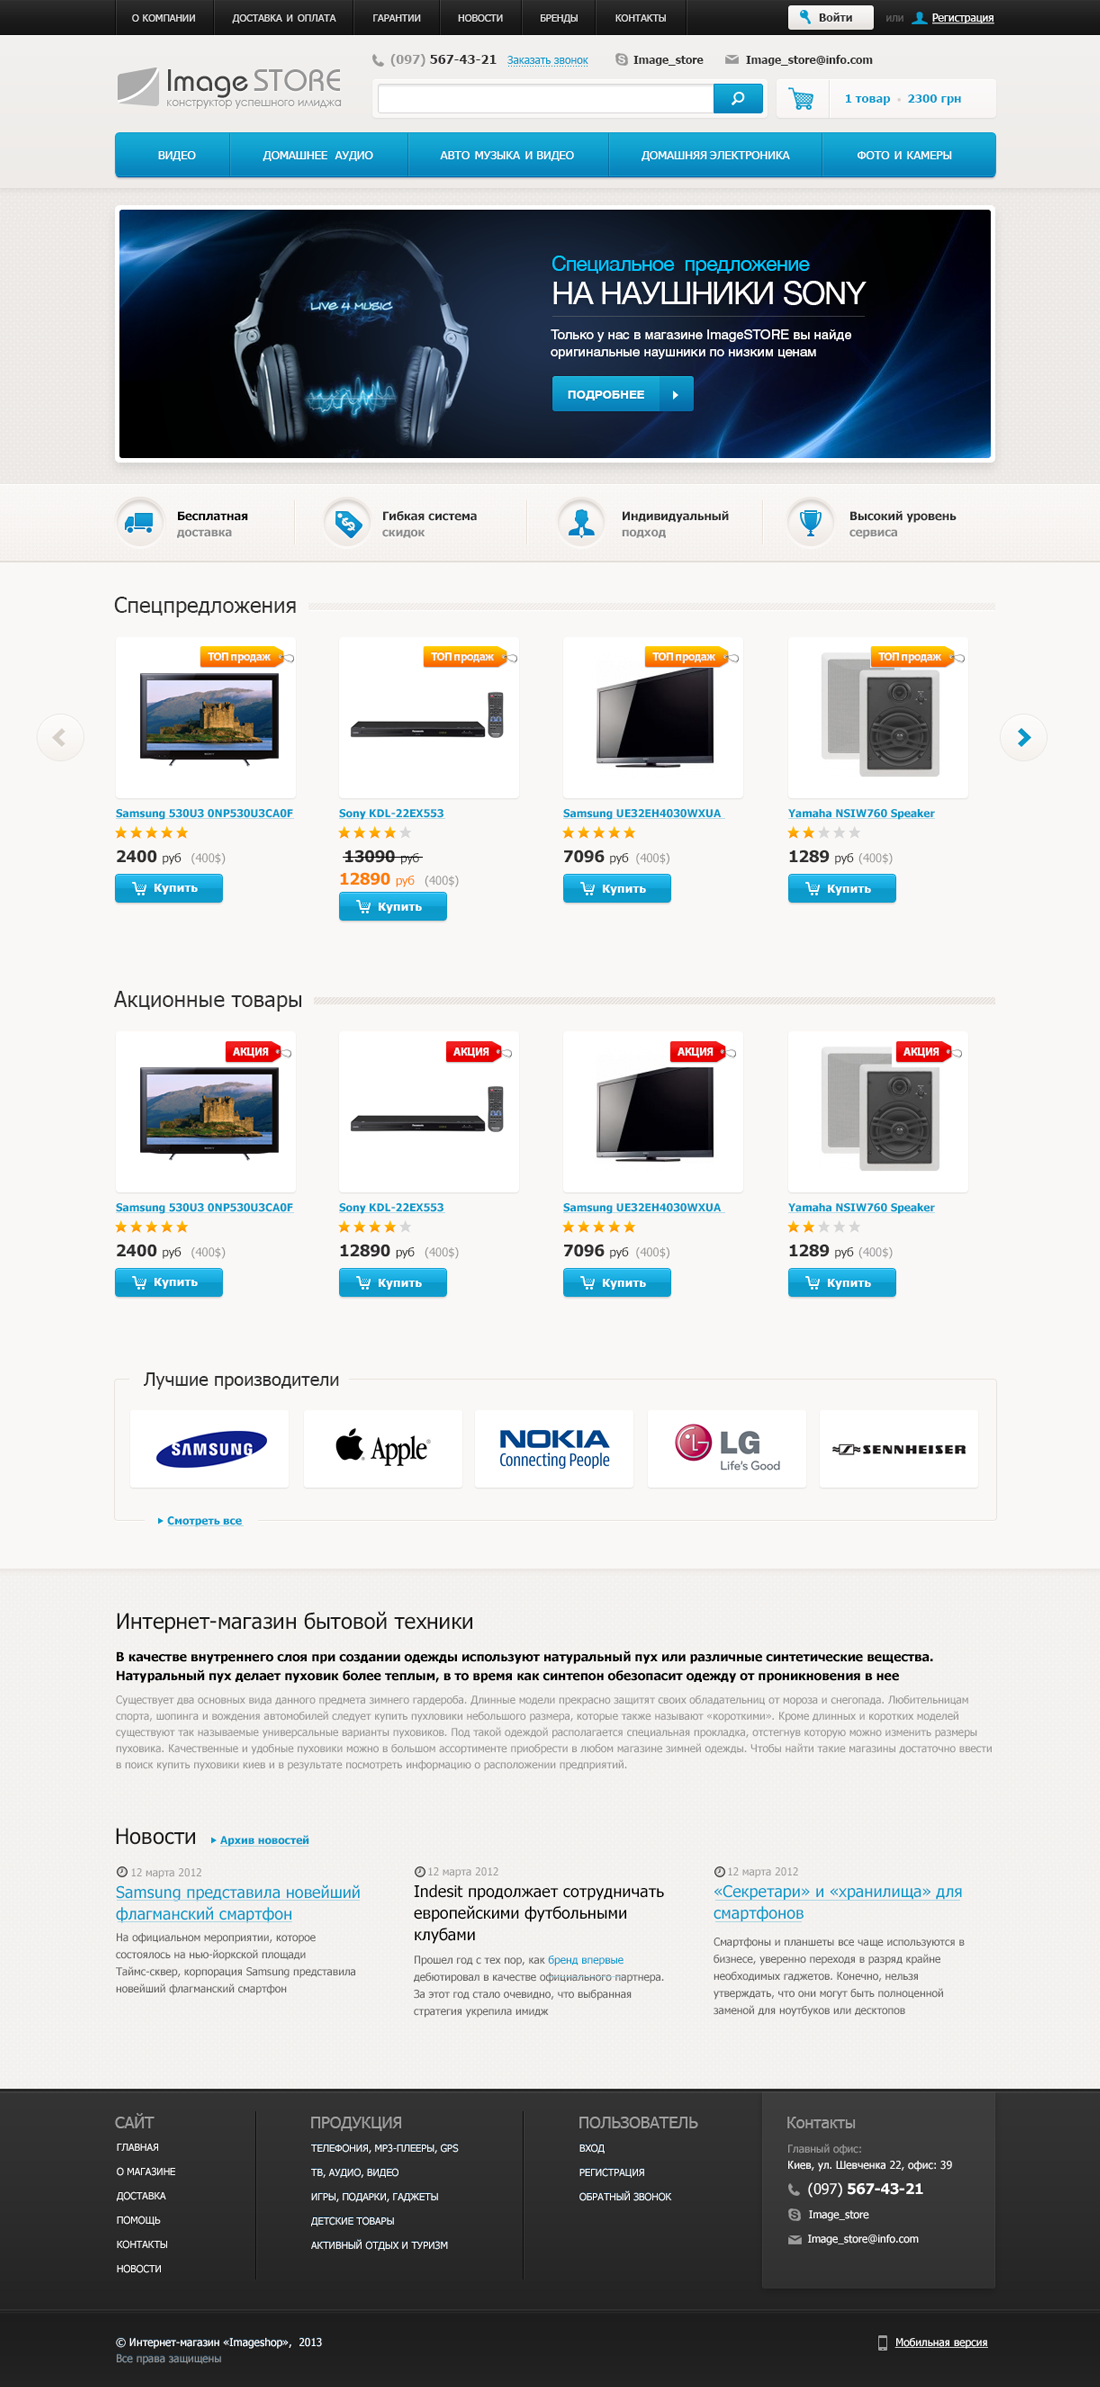 О КОМПАНИИ ДОСТАВКА И ОПЛАТА ГАРАНТИИ НОВОСТИ БРЕНДЫ КОНТАКТЫ Войти или Регистрация
(097) 567-43-21 Заказать звонок Image_store Image_store@info.com
Image STORE
конструктор успешного имиджа
1 товар • 2300 грн
ВИДЕО ДОМАШНЕЕ АУДИО АВТО МУЗЫКА И ВИДЕО ДОМАШНЯЯ ЭЛЕКТРОНИКА ФОТО И КАМЕРЫ
LIVE 4 MUSIC
Специальное предложение
НА НАУШНИКИ SONY
Только у нас в магазине ImageSTORE вы найде
оригинальные наушники по низким ценам
ПОДРОБНЕЕ
Бесплатная
доставка
Гибкая система
скидок
Индивидуальный
подход
Высокий уровень
сервиса
Спецпредложения
ТОП продаж ТОП продаж ТОП продаж ТОП продаж
Samsung 530U3 0NP530U3CA0F
2400 руб (400$)
Купить
Sony KDL-22EX553
13090 руб
12890 руб (400$)
Купить
Samsung UE32EH4030WXUA
7096 руб (400$)
Купить
Yamaha NSIW760 Speaker
1289 руб (400$)
Купить
Акционные товары
АКЦИЯ АКЦИЯ АКЦИЯ АКЦИЯ
Samsung 530U3 0NP530U3CA0F
2400 руб (400$)
Купить
Sony KDL-22EX553
12890 руб (400$)
Купить
Samsung UE32EH4030WXUA
7096 руб (400$)
Купить
Yamaha NSIW760 Speaker
1289 руб (400$)
Купить
Лучшие производители
SAMSUNG
Apple
NOKIA
Connecting People
LG
Life's Good
SENNHEISER
Смотреть все
Интернет-магазин бытовой техники
В качестве внутреннего слоя при создании одежды используют натуральный пух или различные синтетические вещества.
Натуральный пух делает пуховик более теплым, в то время как синтепон обезопасит одежду от проникновения в нее
Существует два основных вида данного предмета зимнего гардероба. Длинные модели прекрасно защитят своих обладательниц от мороза и снегопада. Любительницам
спорта, шопинга и вождения автомобилей следует купить пухловики небольшого размера, которые также называют «короткими». Кроме длинных и коротких моделей
существуют так называемые универсальные варианты пуховиков. Под такой одеждой располагается специальная прокладка, отстегнув которую можно изменить размеры
пуховика. Качественные и удобные пуховики можно в большом ассортименте приобрести в любом магазине зимней одежды. Чтобы найти такие магазины достаточно ввести
в поиск купить пуховики киев и в результате посмотреть информацию о расположении предприятий.
Новости Архив новостей
12 марта 2012
Samsung представила новейший
флагманский смартфон
На официальном мероприятии, которое
состоялось на нью-йоркской площади
Таймс-сквер, корпорация Samsung представила
новейший флагманский смартфон
12 марта 2012
Indesit продолжает сотрудничать
европейскими футбольными
клубами
Прошел год с тех пор, как бренд впервые
дебютировал в качестве официального партнера.
За этот год стало очевидно, что выбранная
стратегия укрепила имидж
12 марта 2012
«Секретари» и «хранилища» для
смартфонов
Смартфоны и планшеты все чаще используются в
бизнесе, уверенно переходя в разряд крайне
необходимых гаджетов. Конечно, нельзя
утверждать, что они могут быть полноценной
заменой для ноутбуков или десктопов
САЙТ
ГЛАВНАЯ
О МАГАЗИНЕ
ДОСТАВКА
ПОМОЩЬ
КОНТАКТЫ
НОВОСТИ
ПРОДУКЦИЯ
ТЕЛЕФОНИЯ, MP3-ПЛЕЕРЫ, GPS
ТВ, АУДИО, ВИДЕО
ИГРЫ, ПОДАРКИ, ГАДЖЕТЫ
ДЕТСКИЕ ТОВАРЫ
АКТИВНЫЙ ОТДЫХ И ТУРИЗМ
ПОЛЬЗОВАТЕЛЬ
ВХОД
РЕГИСТРАЦИЯ
ОБРАТНЫЙ ЗВОНОК
Контакты
Главный офис:
Киев, ул. Шевченка 22, офис: 39
(097) 567-43-21
Image_store
Image_store@info.com
© Интернет-магазин «Imageshop», 2013
Все права защищены
Мобильная версия